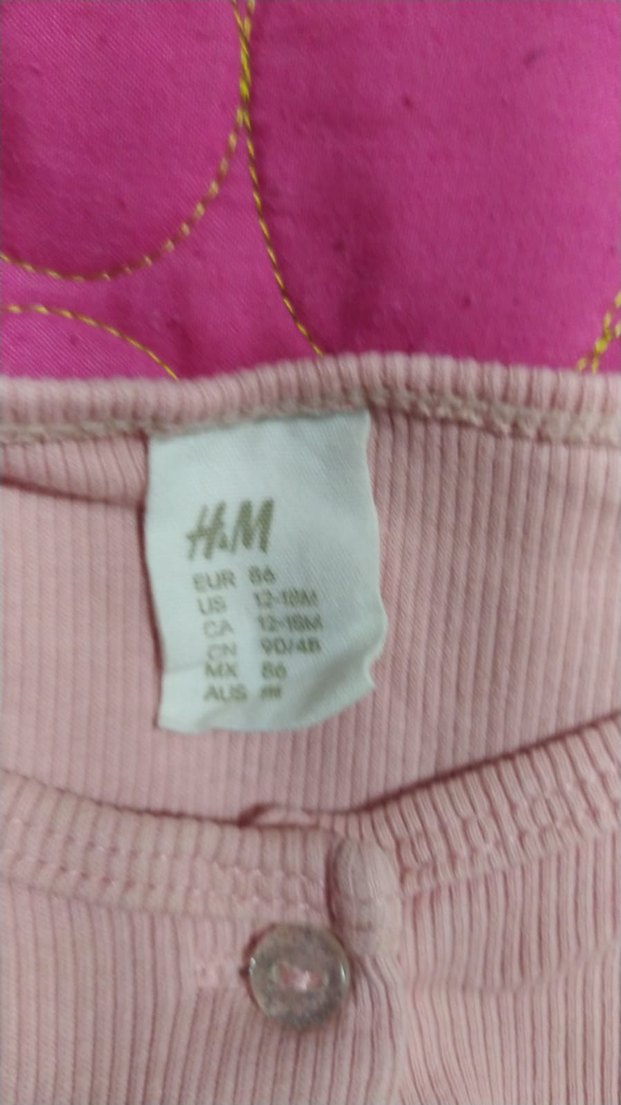 H&M
EUR 86
US 12-18M
CA 12-18M
CN 90/48
MX 86
AUS